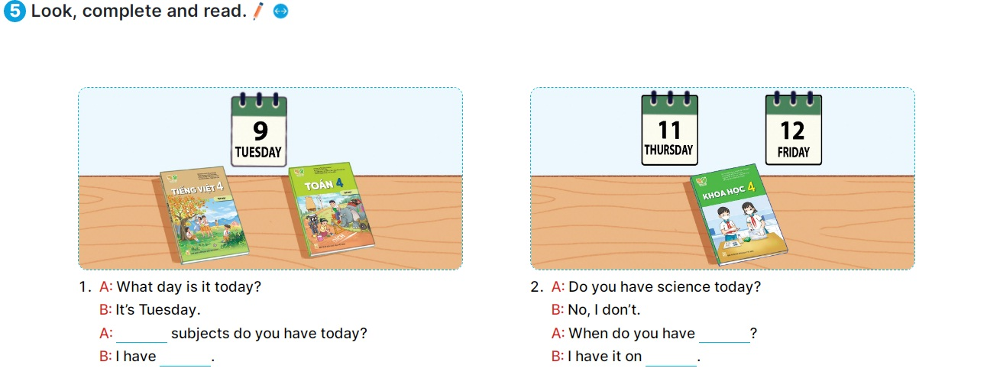 5 Look, complete and read.
9
TUESDAY
TIẾNG VIỆT 4
TOÁN 4
1. A: What day is it today?
B: It’s Tuesday.
A: ______ subjects do you have today?
B: I have ______ .
11
THURSDAY
12
FRIDAY
KHOA HỌC 4
2. A: Do you have science today?
B: No, I don’t.
A: When do you have ______ ?
B: I have it on ______ .